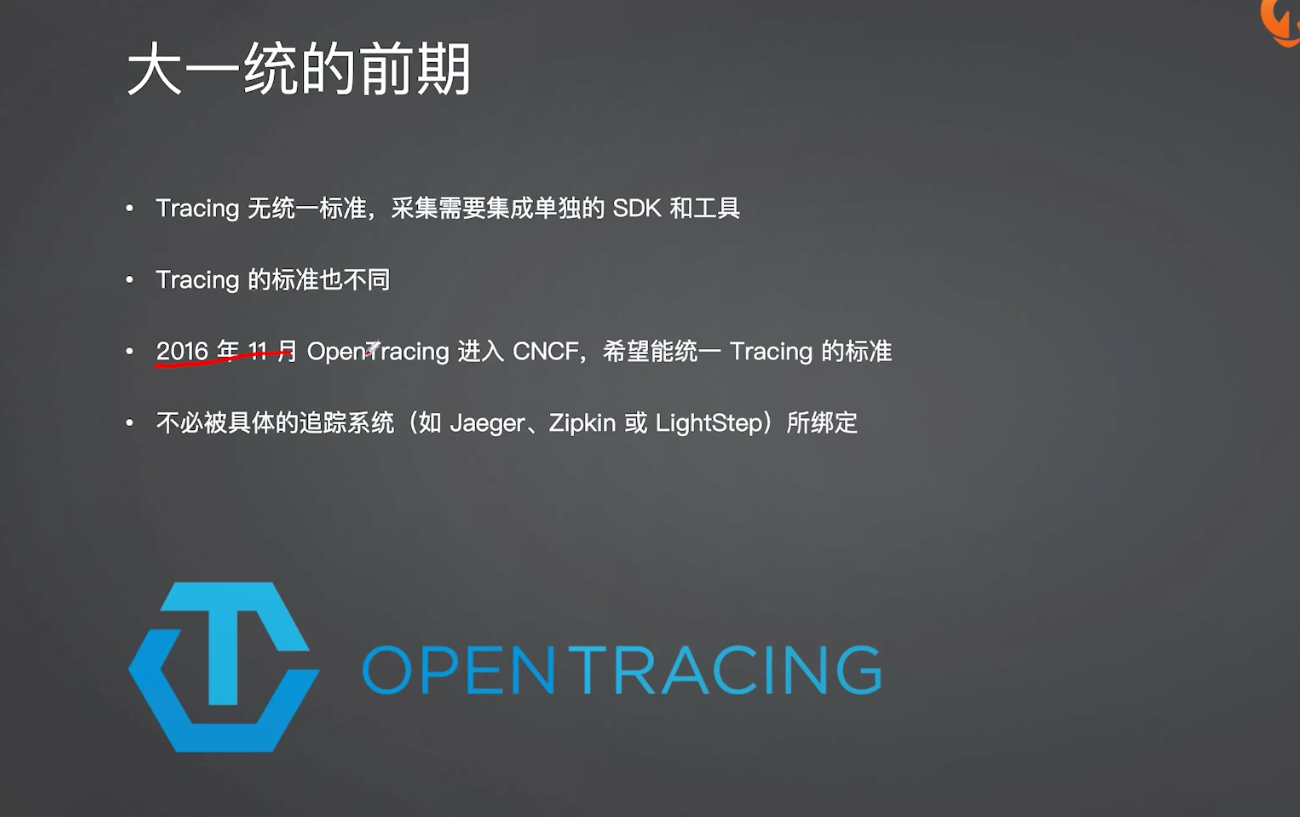 大一统的前期
• Tracing 无统一标准，采集需要集成单独的 SDK 和工具
• Tracing 的标准也不同
• 2016 年 11 月 OpenTracing 进入 CNCF，希望能统一 Tracing 的标准
• 不必被具体的追踪系统（如 Jaeger、Zipkin 或 LightStep）所绑定
OPENTRACING